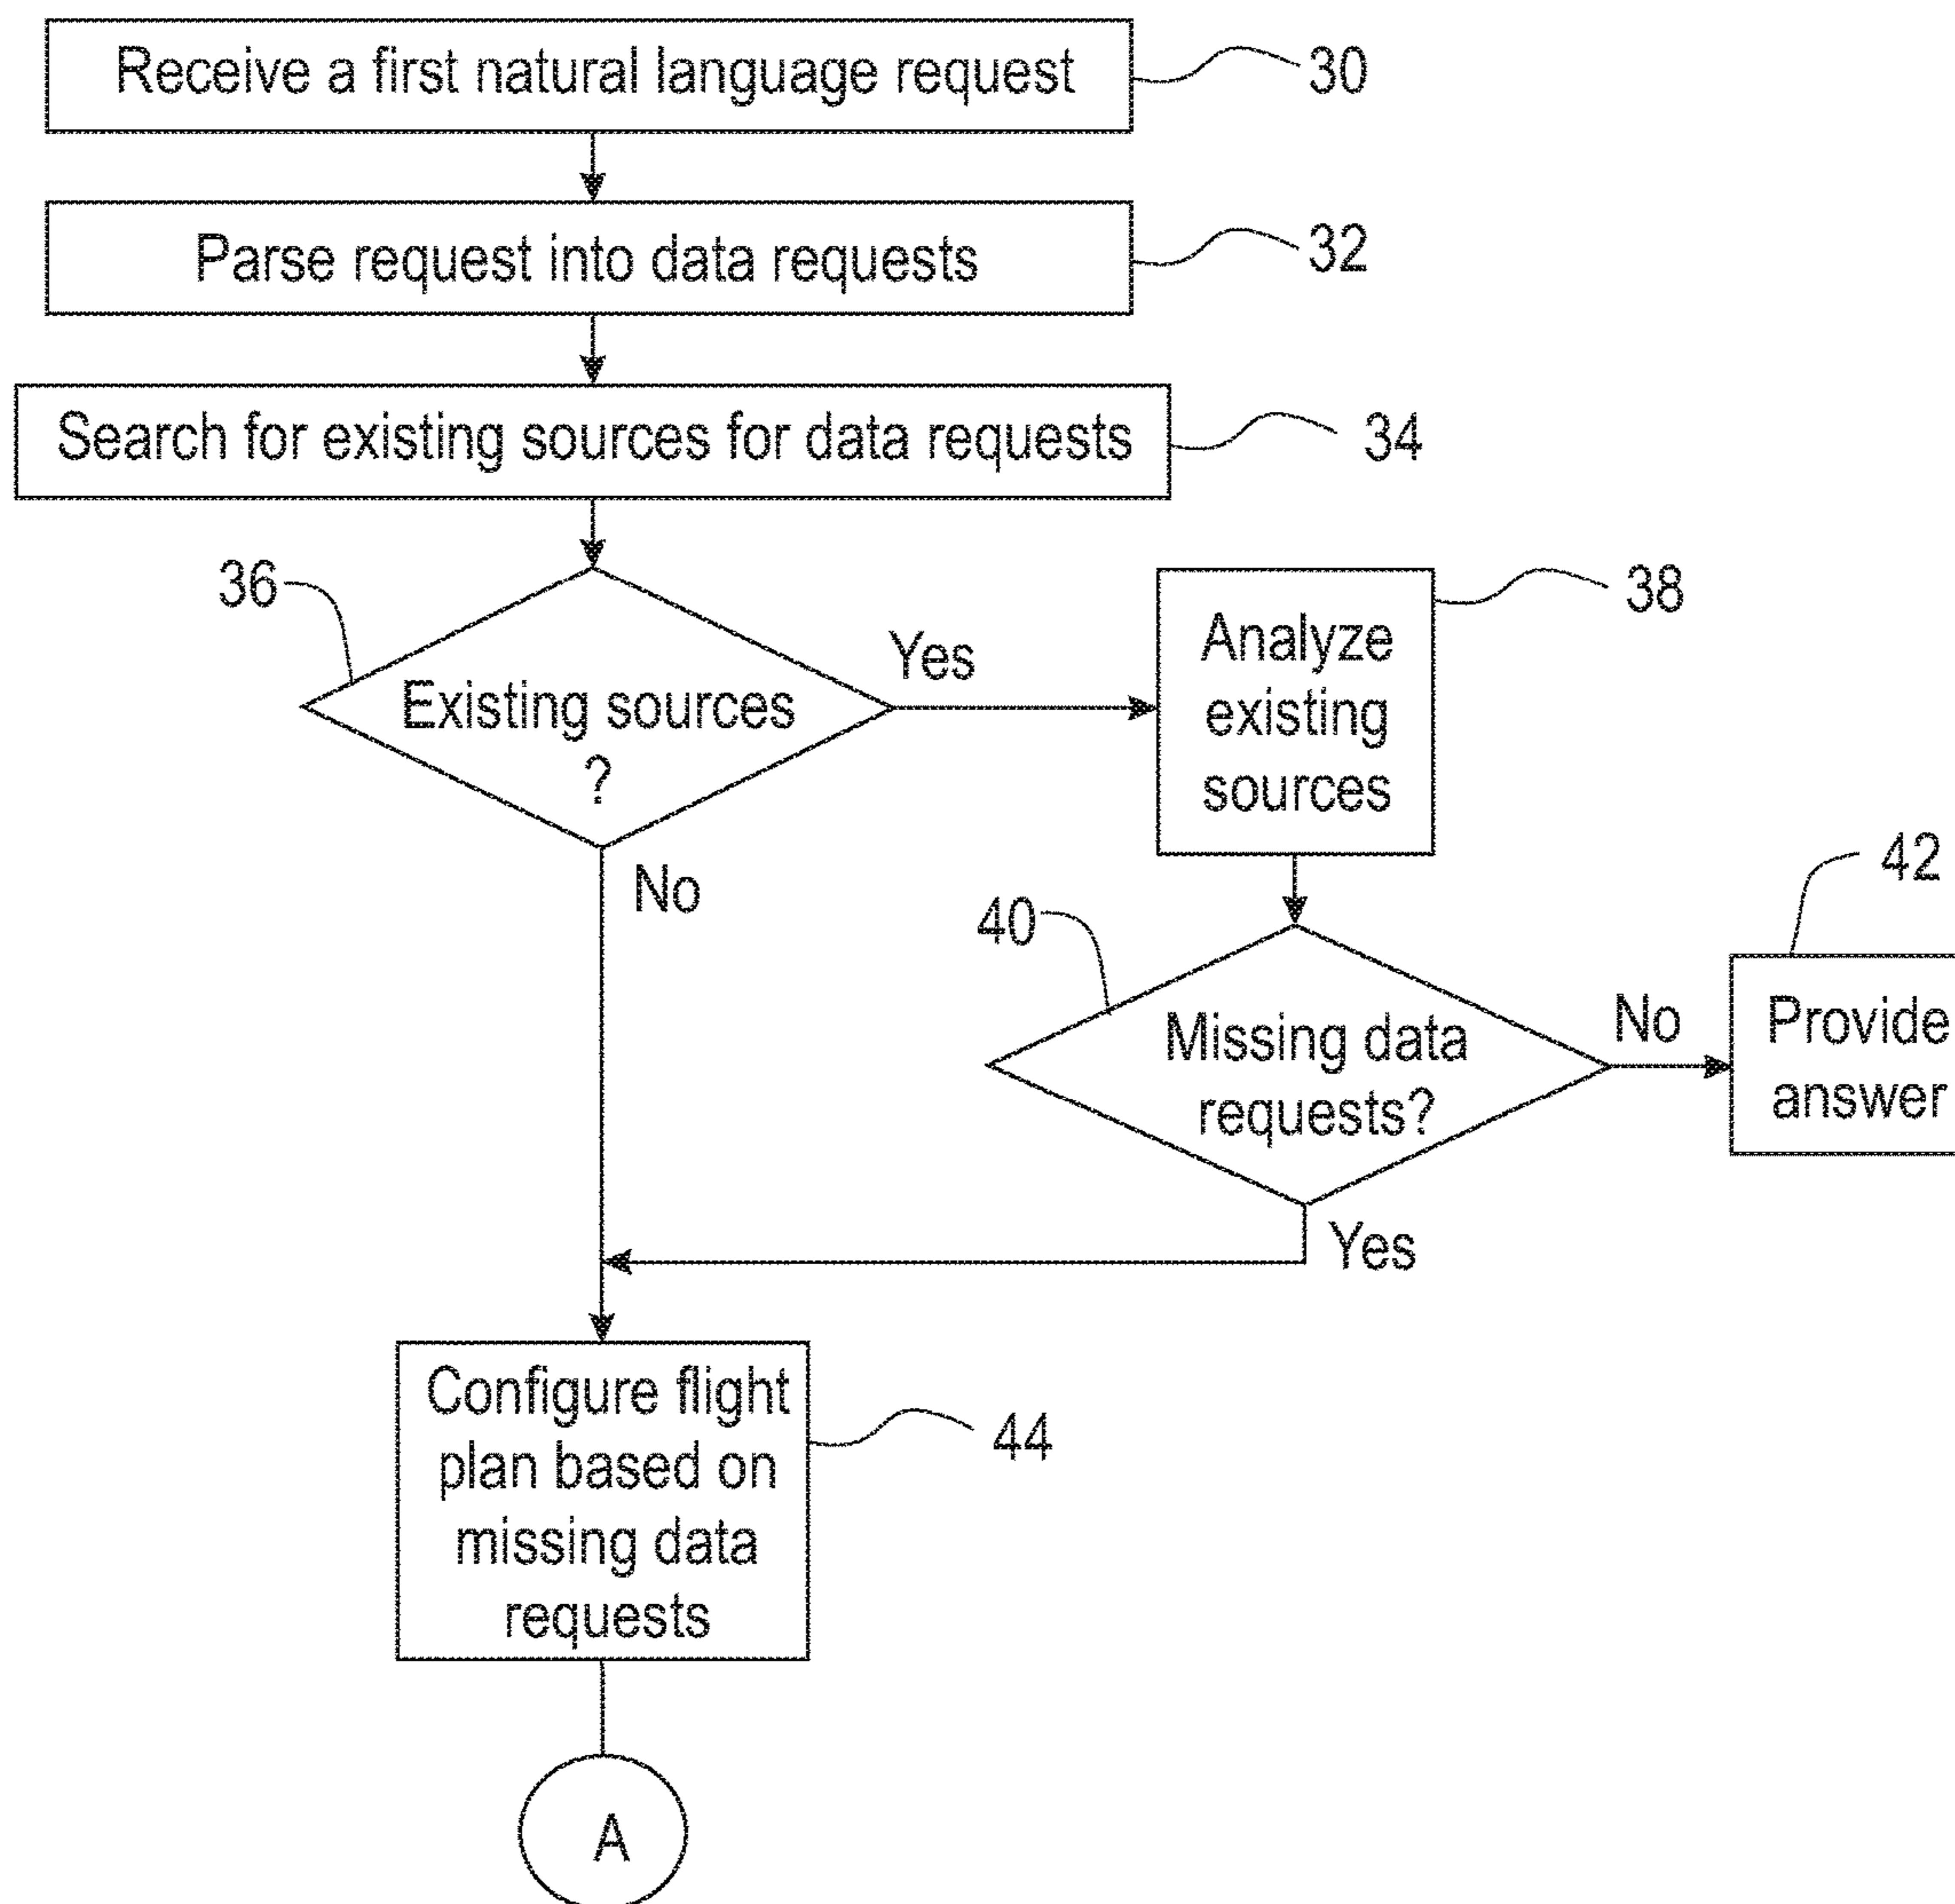 Receive a first natural language request
30
Parse request into data requests
32
Search for existing sources for data requests
34
36
Existing sources
?
Yes
No
38
Analyze
existing
sources
40
Missing data
requests?
No
Yes
42
Provide
answer
Configure flight
plan based on
missing data
requests
44
A